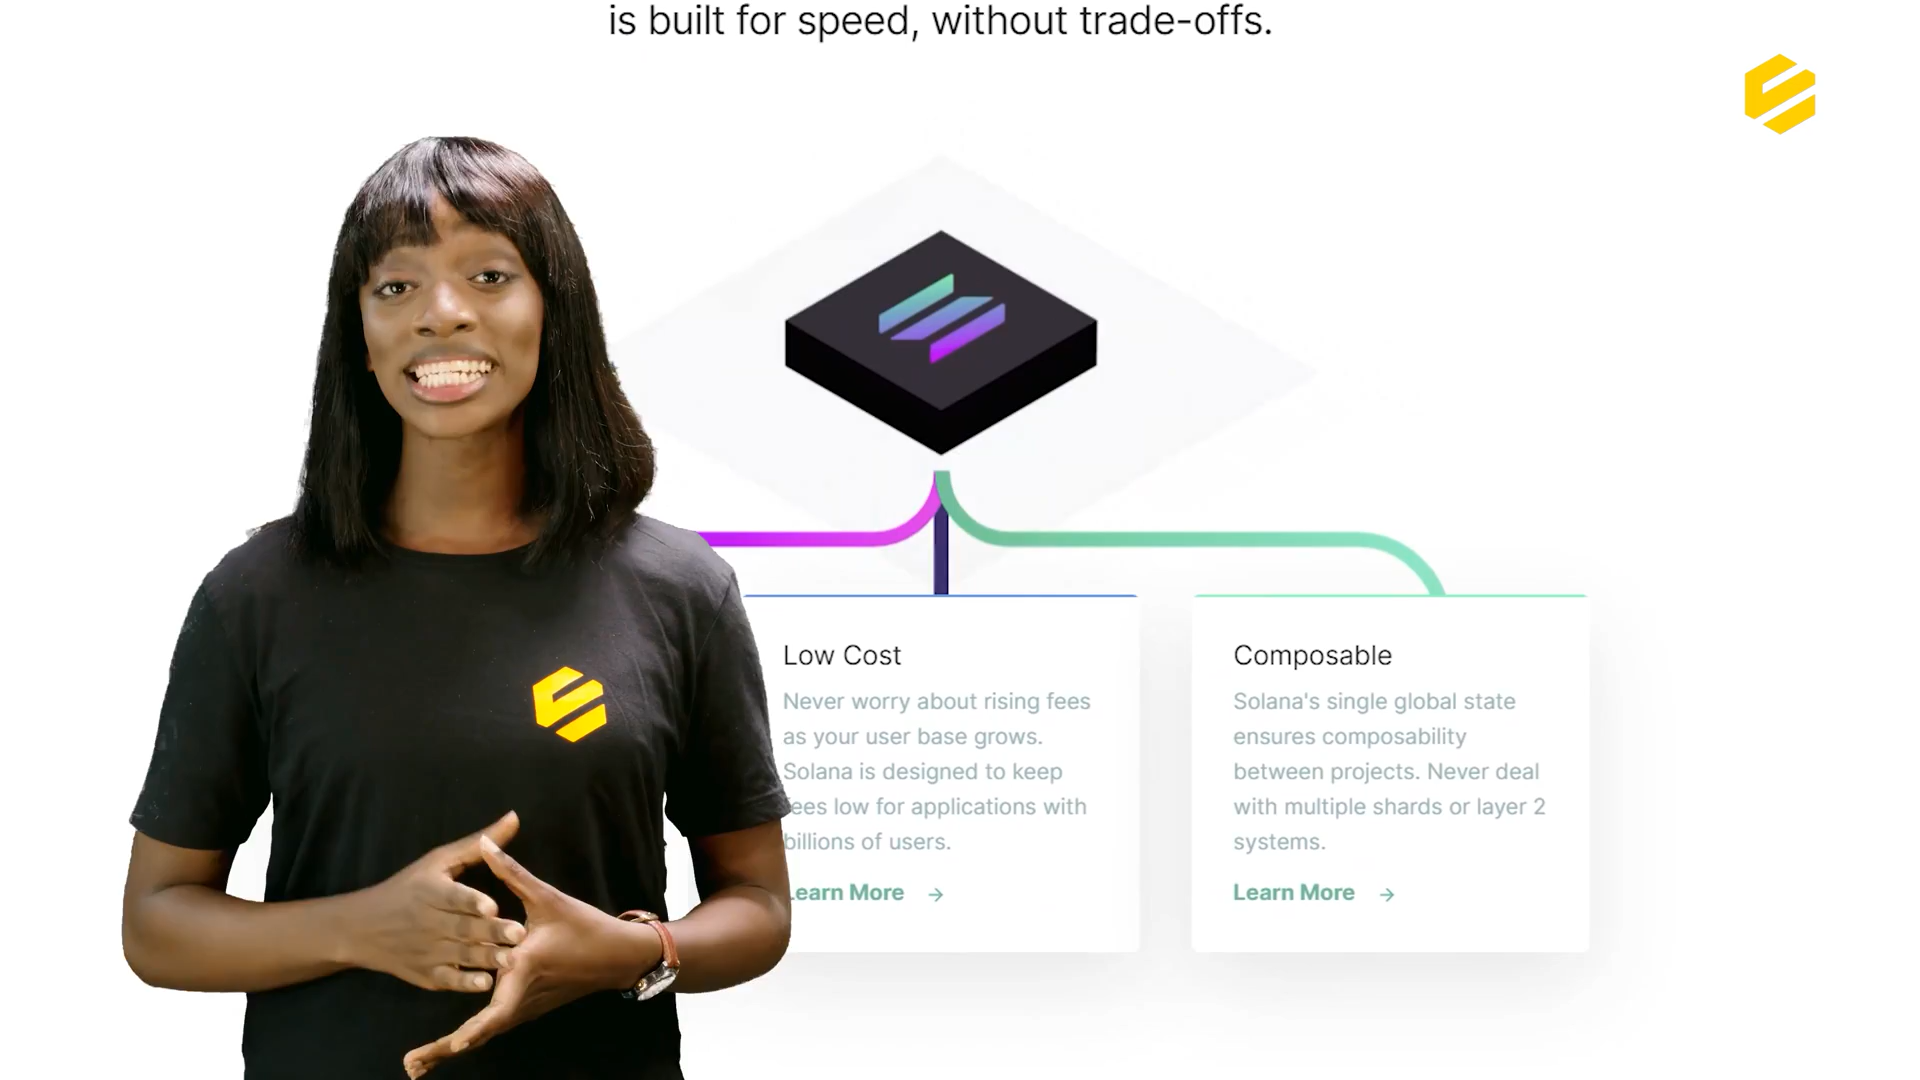 is built for speed, without trade-offs.
Low Cost
Never worry about rising fees
as your user base grows.
Solana is designed to keep
fees low for applications with
billions of users.
Learn More
Composable
Solana's single global state
ensures composability
between projects. Never deal
with multiple shards or layer 2
systems.
Learn More